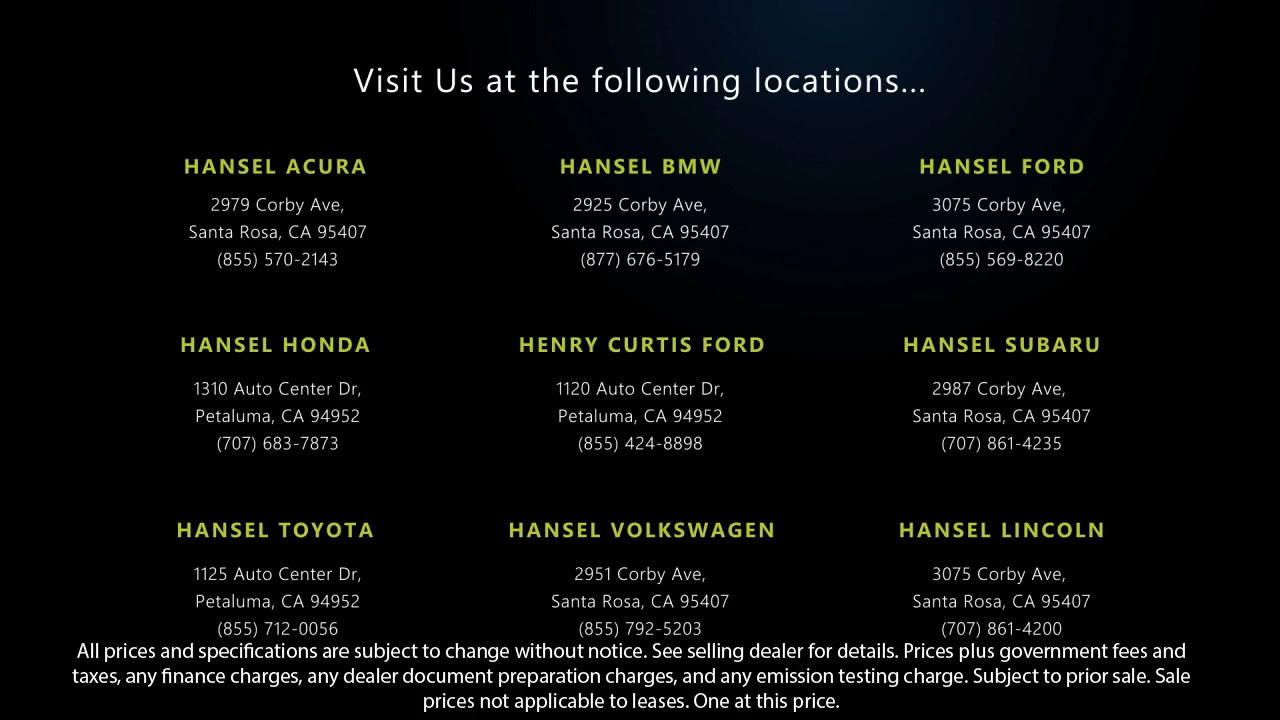 Visit Us at the following locations...
HANSEL ACURA
2979 Corby Ave,
Santa Rosa, CA 95407
(855) 570-2143
HANSEL BMW
2925 Corby Ave,
Santa Rosa, CA 95407
(877) 676-5179
HANSEL FORD
3075 Corby Ave,
Santa Rosa, CA 95407
(855) 569-8220
HANSEL HONDA
1310 Auto Center Dr,
Petaluma, CA 94952
(707) 683-7873
HENRY CURTIS FORD
1120 Auto Center Dr,
Petaluma, CA 94952
(855) 424-8898
HANSEL SUBARU
2987 Corby Ave,
Santa Rosa, CA 95407
(707) 861-4235
HANSEL TOYOTA
1125 Auto Center Dr,
Petaluma, CA 94952
(855) 712-0056
HANSEL VOLKSWAGEN
2951 Corby Ave,
Santa Rosa, CA 95407
(855) 792-5203
HANSEL LINCOLN
3075 Corby Ave,
Santa Rosa, CA 95407
(707) 861-4200
All prices and specifications are subject to change without notice. See selling dealer for details. Prices plus government fees and
taxes, any finance charges, any dealer document preparation charges, and any emission testing charge. Subject to prior sale. Sale
prices not applicable to leases. One at this price.